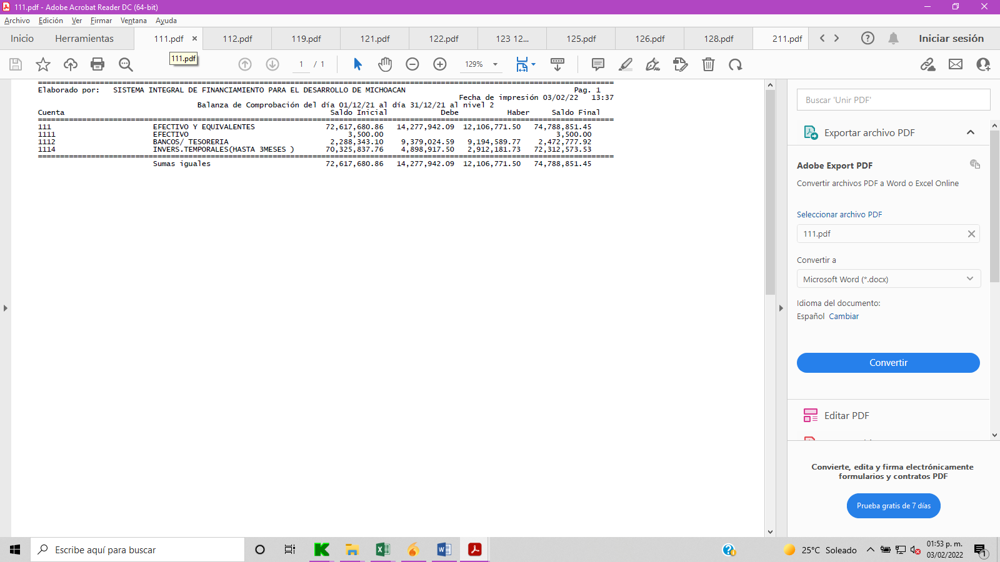 111.pdf - Adobe Acrobat Reader DC (64-bit)
Archivo Edición Ver Firmar Ventana Ayuda
Inicio Herramientas 111.pdf 112.pdf 119.pdf 121.pdf 122.pdf 123 12... 125.pdf 126.pdf 128.pdf 211.pdf Iniciar sesión
111.pdf
1 / 1 129%
Elaborado por: SISTEMA INTEGRAL DE FINANCIAMIENTO PARA EL DESARROLLO DE MICHOACAN Pag. 1
Fecha de impresión 03/02/22 13:37
Balanza de Comprobación del día 01/12/21 al día 31/12/21 al nivel 2
Cuenta Saldo Inicial Debe Haber Saldo Final
111 EFECTIVO Y EQUIVALENTES 72,617,680.86 14,277,942.09 12,106,771.50 74,788,851.45
1111 EFECTIVO 3,500.00 3,500.00
1112 BANCOS/ TESORERIA 2,288,343.10 9,379,024.59 9,194,589.77 2,472,777.92
1114 INVERS.TEMPORALES(HASTA 3MESES ) 70,325,837.76 4,898,917.50 2,912,181.73 72,312,573.53
Sumas iguales 72,617,680.86 14,277,942.09 12,106,771.50 74,788,851.45
Buscar 'Unir PDF'
Exportar archivo PDF
Adobe Export PDF
Convertir archivos PDF a Word o Excel Online
Seleccionar archivo PDF
111.pdf
Convertir a
Microsoft Word (*.docx)
Idioma del documento:
Español Cambiar
Convertir
Editar PDF
Convierte, edita y firma electrónicamente
formularios y contratos PDF
Prueba gratis de 7 días
Escribe aquí para buscar
25°C Soleado
01:53 p. m.
03/02/2022
1